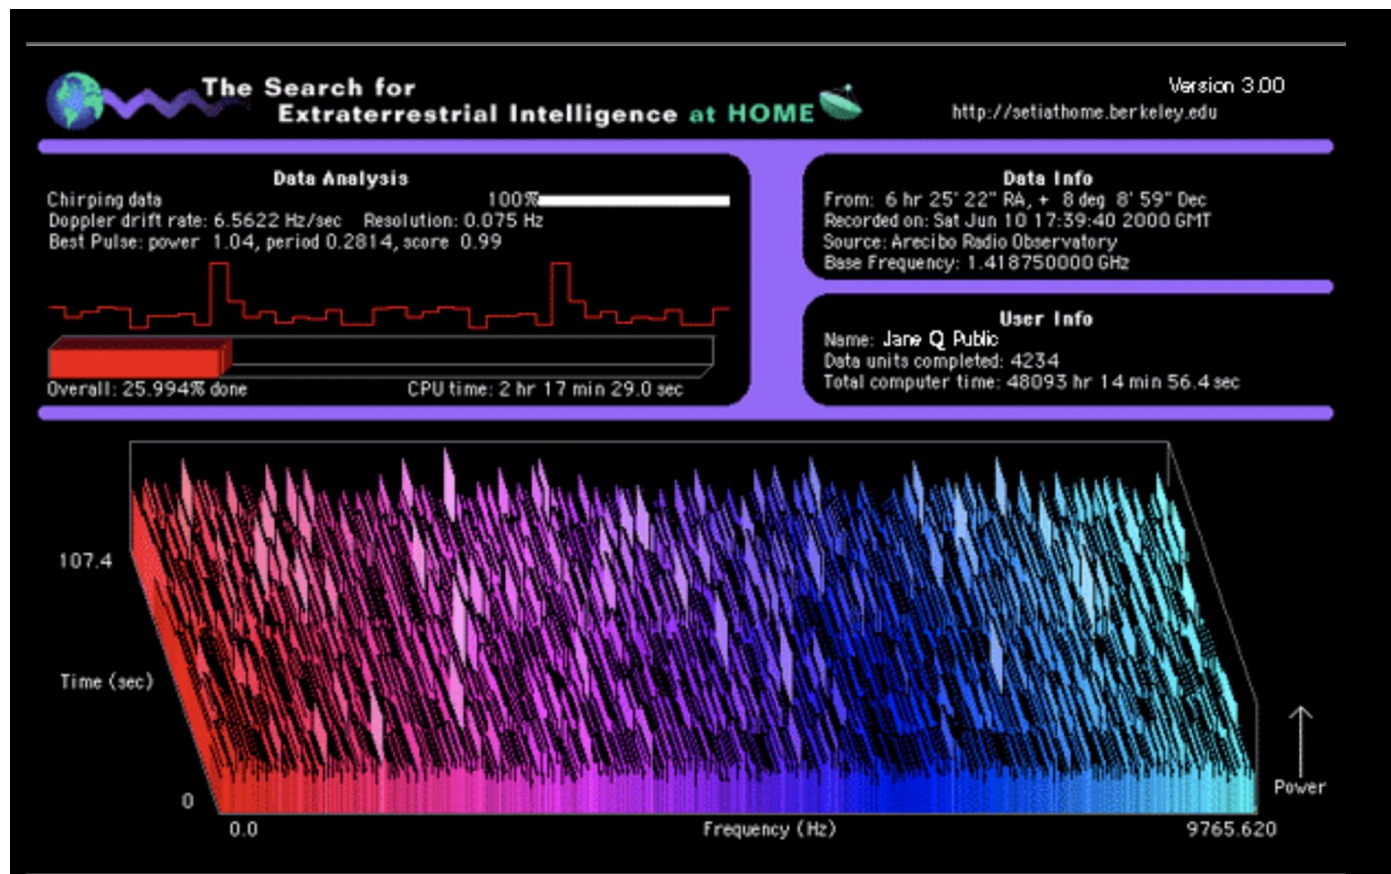 The Search for
Extraterrestrial Intelligence at HOME
Version 3.00
http://setiathome.berkeley.edu
Data Analysis
Chirping data 100%
Doppler drift rate: 6.5622 Hz/sec Resolution: 0.075 Hz
Best Pulse: power 1.04, period 0.2814, score 0.99
Overall: 25.994% done CPU time: 2 hr 17 min 29.0 sec
Data Info
From: 6 hr 25' 22" RA, + 8 deg 8' 59" Dec
Recorded on: Sat Jun 10 17:39:40 2000 GMT
Source: Arecibo Radio Observatory
Base Frequency: 1.418750000 GHz
User Info
Name: Jane Q Public
Data units completed: 4234
Total computer time: 48093 hr 14 min 56.4 sec
107.4
Time (sec)
0
0.0 Frequency (Hz) 9765.620
Power